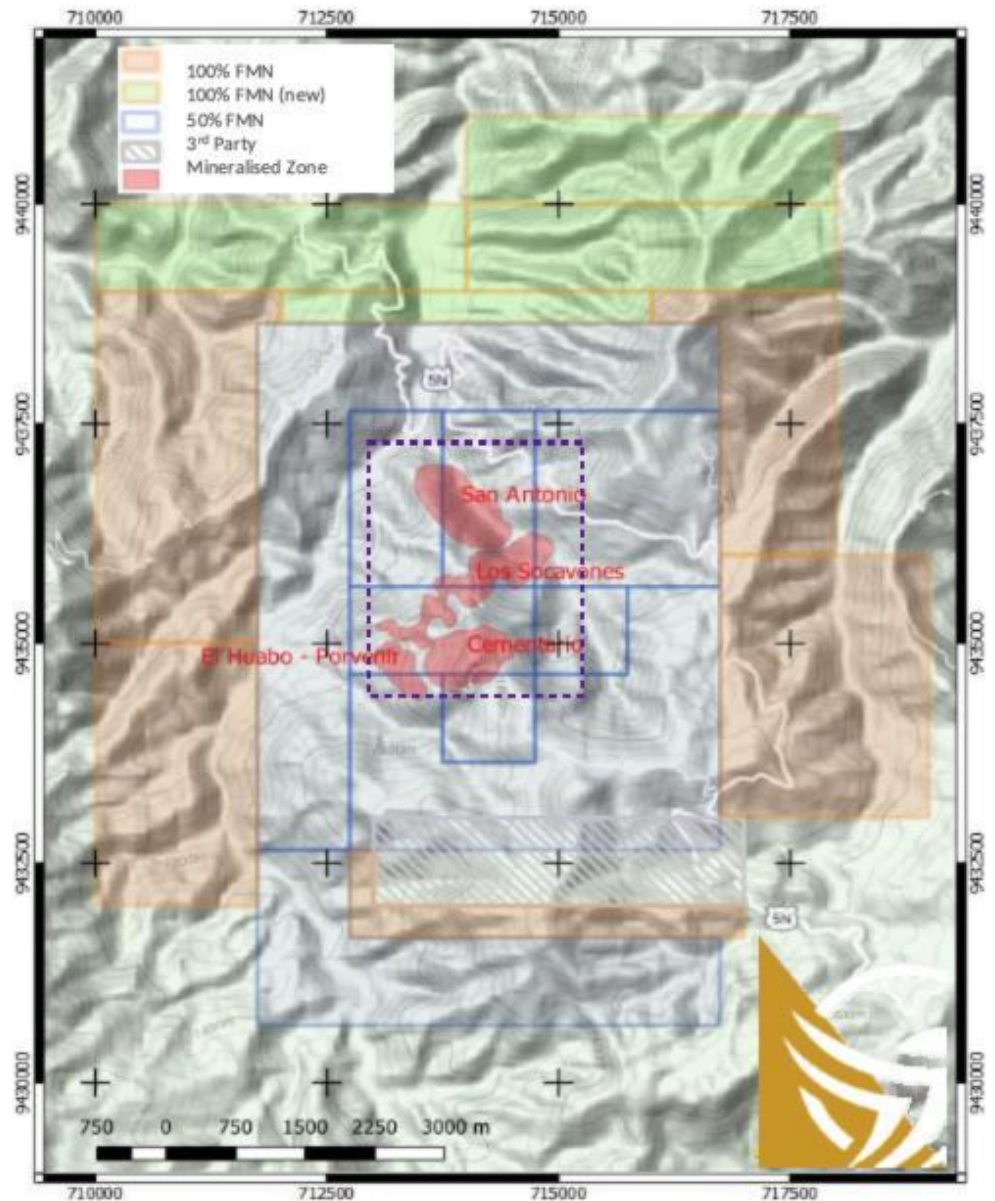 710000 712500 715000 717500
100% FMN
100% FMN (new)
50% FMN
3rd Party
Mineralised Zone
9440000 9440000
5N
9437500 9437500
San Antonio
Los Socavones
9435000 Cementerio 9435000
El Huabo - Porvenir
9432500 9432500
5N
9430000 9430000
750 0 750 1500 2250 3000 m
710000 712500 715000 717500